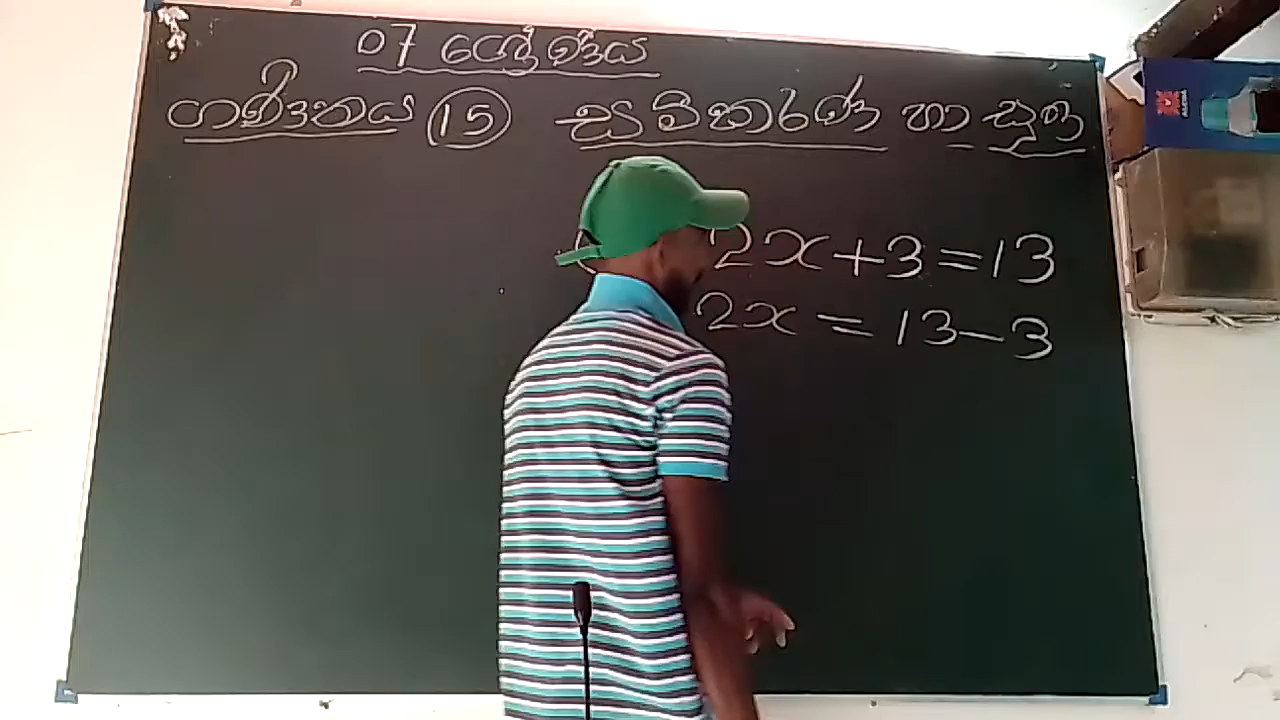 07 ශ්‍රේණිය
ගණිතය 15 සමීකරණ හා සූත්‍ර
2x + 3 = 13
2x = 13 - 3